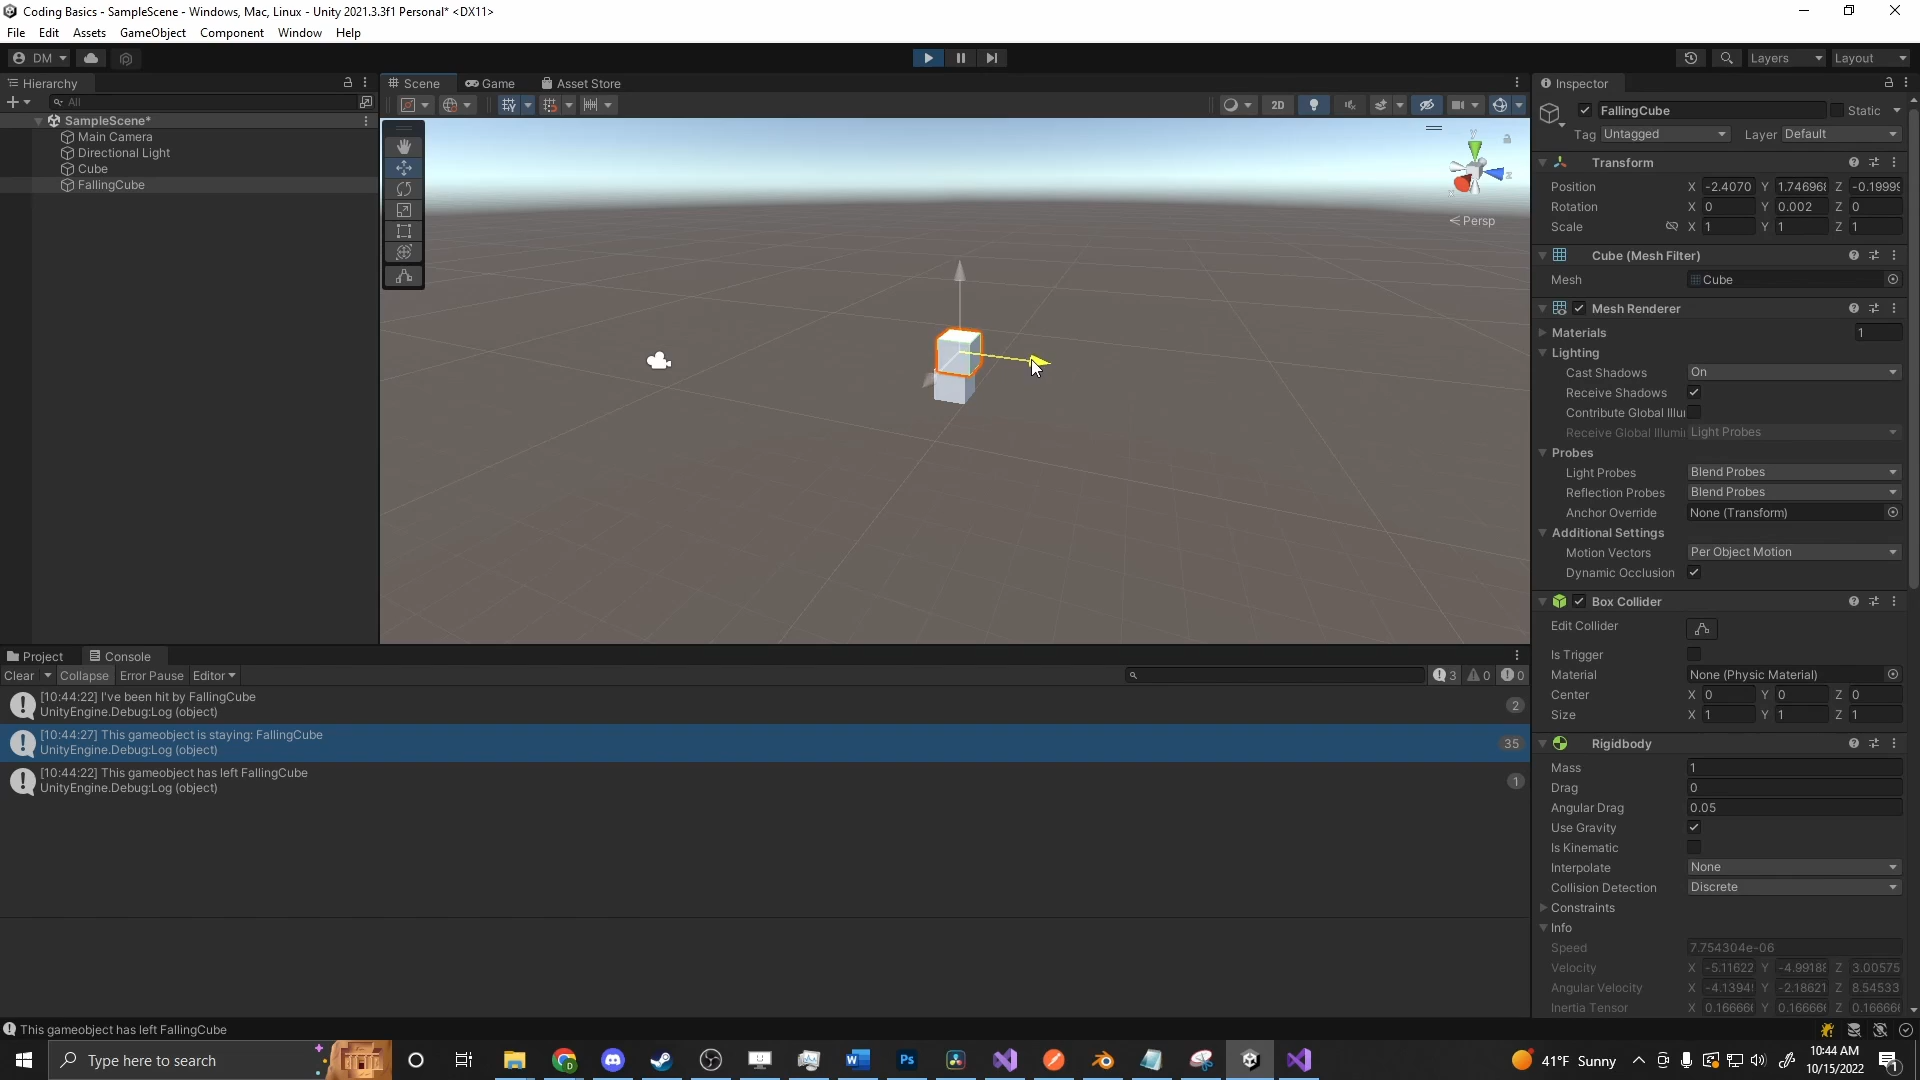 Coding Basics - SampleScene - Windows, Mac, Linux - Unity 2021.3.3f1 Personal* <DX11>
File Edit Assets GameObject Component Window Help
DM Layers Layout
Hierarchy Scene Game Asset Store Inspector
All 2D
SampleScene*
Main Camera
Directional Light
Cube
FallingCube
y
z
x
Persp
FallingCube Static
Tag Untagged Layer Default
Transform
Position X -2.4070 Y 1.746968 Z -0.19999
Rotation X 0 Y 0.002 Z 0
Scale X 1 Y 1 Z 1
Cube (Mesh Filter)
Mesh Cube
Mesh Renderer
Materials 1
Lighting
Cast Shadows On
Receive Shadows
Contribute Global Illu
Receive Global Illumi Light Probes
Probes
Light Probes Blend Probes
Reflection Probes Blend Probes
Anchor Override None (Transform)
Additional Settings
Motion Vectors Per Object Motion
Dynamic Occlusion
Box Collider
Edit Collider
Is Trigger
Material None (Physic Material)
Center X 0 Y 0 Z 0
Size X 1 Y 1 Z 1
Rigidbody
Mass 1
Drag 0
Angular Drag 0.05
Use Gravity
Is Kinematic
Interpolate None
Collision Detection Discrete
Constraints
Info
Speed 7.754304e-06
Velocity X -5.11622 Y -4.99188 Z 3.00575
Angular Velocity X -4.1394 Y -2.18621 Z 8.54533
Inertia Tensor X 0.166666 Y 0.166666 Z 0.166666
Project Console
Clear Collapse Error Pause Editor 3 0 0
[10:44:22] I've been hit by FallingCube
UnityEngine.Debug:Log (object) 2
[10:44:27] This gameobject is staying: FallingCube
UnityEngine.Debug:Log (object) 35
[10:44:22] This gameobject has left FallingCube
UnityEngine.Debug:Log (object) 1
This gameobject has left FallingCube
Type here to search 41°F Sunny 10:44 AM
10/15/2022 1